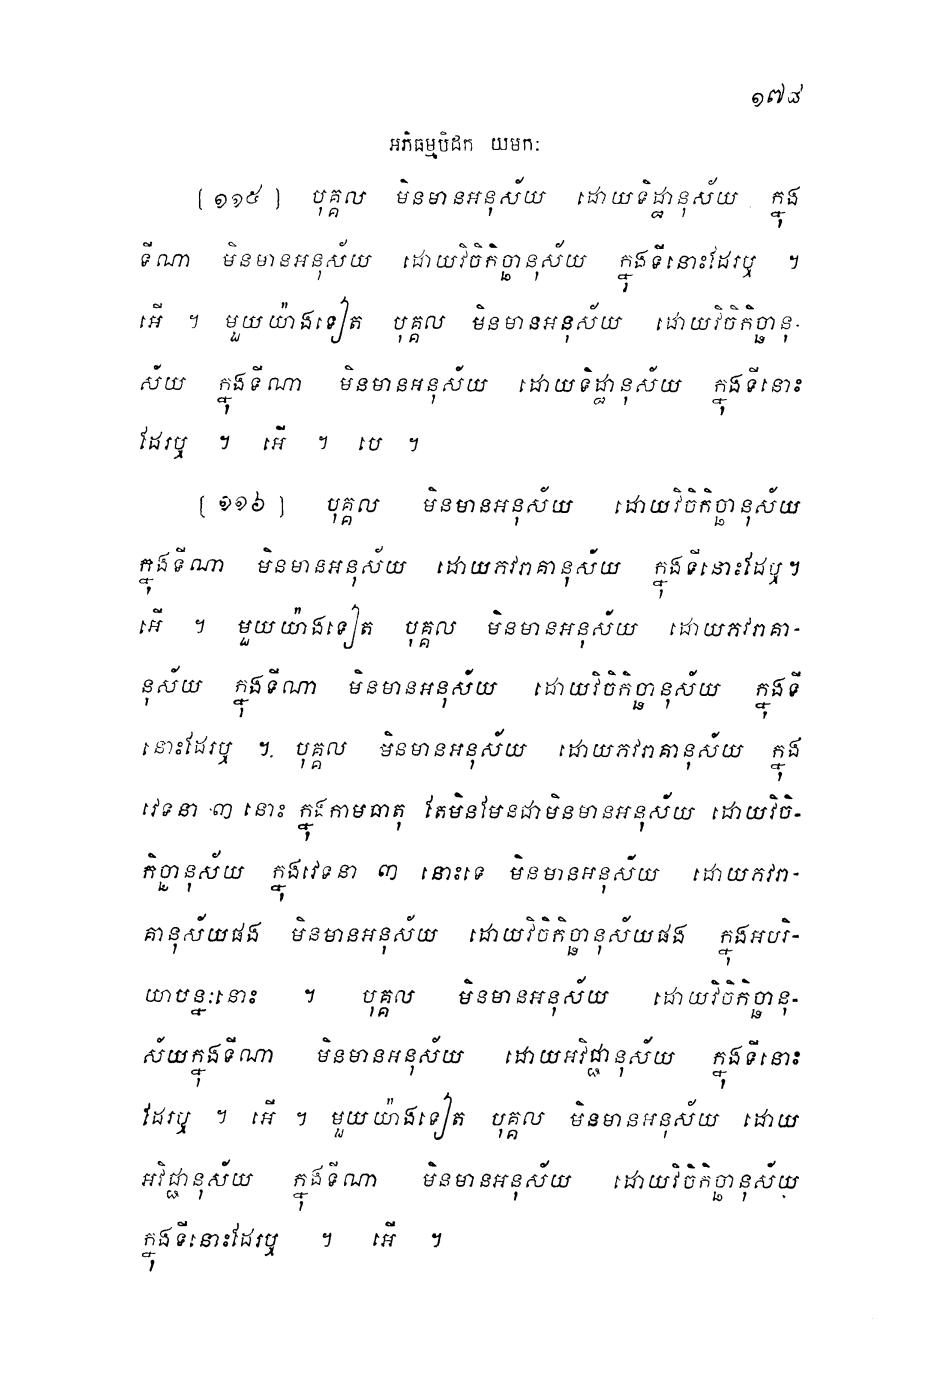 ១៧៨
អភិធម្មបិដក យមក:
(១១៥) បុគ្គល មិនមានអនុស័យ ដោយទិដ្ឋានុស័យ ក្នុង
ទីណា មិនមានអនុស័យ ដោយវិចិកិច្ឆានុស័យ ក្នុងទីនោះដែរឬ ។
អើ ។ មួយយ៉ាងទៀត បុគ្គល មិនមានអនុស័យ ដោយវិចិកិច្ឆានុ-
ស័យ ក្នុងទីណា មិនមានអនុស័យ ដោយទិដ្ឋានុស័យ ក្នុងទីនោះ
ដែរឬ ។ អើ ។ បេ ។
(១១៦) បុគ្គល មិនមានអនុស័យ ដោយវិចិកិច្ឆានុស័យ
ក្នុងទីណា មិនមានអនុស័យ ដោយភវរាគានុស័យ ក្នុងទីនោះដែឬ។
អើ ។ មួយយ៉ាងទៀត បុគ្គល មិនមានអនុស័យ ដោយភវរាគា-
នុស័យ ក្នុងទីណា មិនមានអនុស័យ ដោយវិចិកិច្ឆានុស័យ ក្នុងទី
នោះដែរឬ ។ បុគ្គល មិនមានអនុស័យ ដោយភវរាគានុស័យ ក្នុង
វេទនា ៣ នោះ ក្នុងកាមធាតុ តែមិនមែនជាមិនមានអនុស័យ ដោយវិចិ-
កិច្ឆានុស័យ ក្នុងវេទនា ៣ នោះទេ មិនមានអនុស័យ ដោយភវរា-
គានុស័យផង មិនមានអនុស័យ ដោយវិចិកិច្ឆានុស័យផង ក្នុងអបរិ-
យាបន្ន:នោះ ។ បុគ្គល មិនមានអនុស័យ ដោយវិចិកិច្ឆានុ-
ស័យក្នុងទីណា មិនមានអនុស័យ ដោយអវិជ្ជានុស័យ ក្នុងទីនោះ
ដែរឬ ។ អើ ។ មួយយ៉ាងទៀត បុគ្គល មិនមានអនុស័យ ដោយ
អវិជ្ជានុស័យ ក្នុងទីណា មិនមានអនុស័យ ដោយវិចិកិច្ឆានុស័យ
ក្នុងទីនោះដែរឬ ។ អើ ។